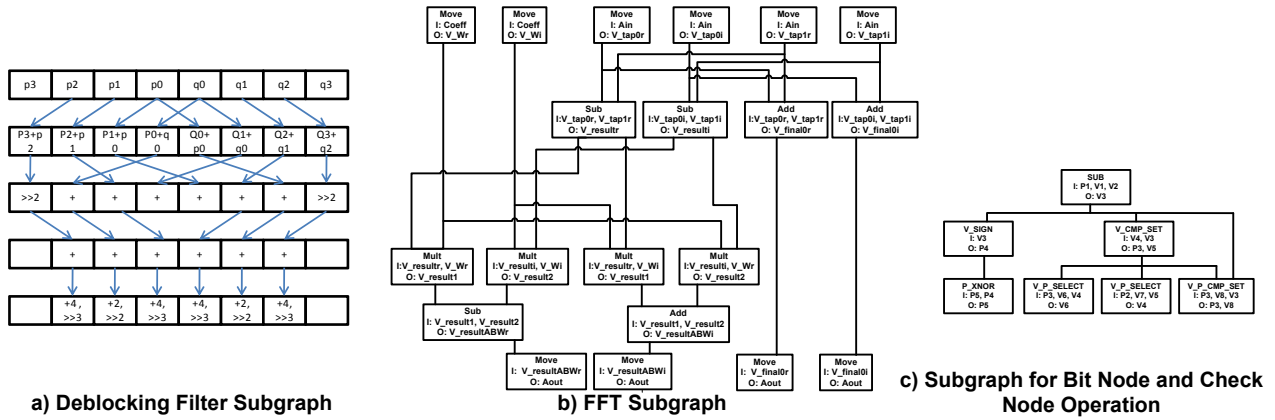 p3 p2 p1 p0 q0 q1 q2 q3
P3+p P2+p P1+p P0+q Q0+ Q1+ Q2+ Q3+
2 1 0 0 p0 q0 q1 q2
>>2 + + + + + + >>2
+ + + + + +
+4 , +2, +4, +4, +2, +4,
>>3 >>2 >>3 >>3 >>2 >>3
a) Deblocking Filter Subgraph
Move
I: Coeff
O: V_Wr
Move
I: Coeff
O: V_Wi
Move
I: Ain
O: V_tap0r
Move
I: Ain
O: V_tap0i
Move
I: Ain
O: V_tap1r
Move
I: Ain
O: V_tap1i
Sub
I:V_tap0r, V_tap1r
O: V_resultr
Sub
I:V_tap0i, V_tap1i
O: V_resulti
Add
I:V_tap0r, V_tap1r
O: V_final0r
Add
I:V_tap0i, V_tap1i
O: V_final0i
Mult
I:V_resultr, V_Wr
O: V_result1
Mult
I:V_resulti, V_Wi
O: V_result2
Mult
I:V_resultr, V_Wi
O: V_result1
Mult
I:V_resulti, V_Wr
O: V_result2
Sub
I: V_result1, V_result2
O: V_resultABWr
Add
I: V_result1, V_result2
O: V_resultABWi
Move
I: V_resultABWr
O: Aout
Move
I: V_resultABWi
O: Aout
Move
I: V_final0r
O: Aout
Move
I: V_final0i
O: Aout
b) FFT Subgraph
SUB
I: P1, V1, V2
O: V3
V_SIGN
I: V3
O: P4
V_CMP_SET
I: V4, V3
O: P3, V5
P_XNOR
I: P5, P4
O: P5
V_P_SELECT
I: P3, V6, V4
O: V6
V_P_SELECT
I: P2, V7, V5
O: V4
V_P_CMP_SET
I: P3, V8, V3
O: P3, V8
c) Subgraph for Bit Node and Check
Node Operation